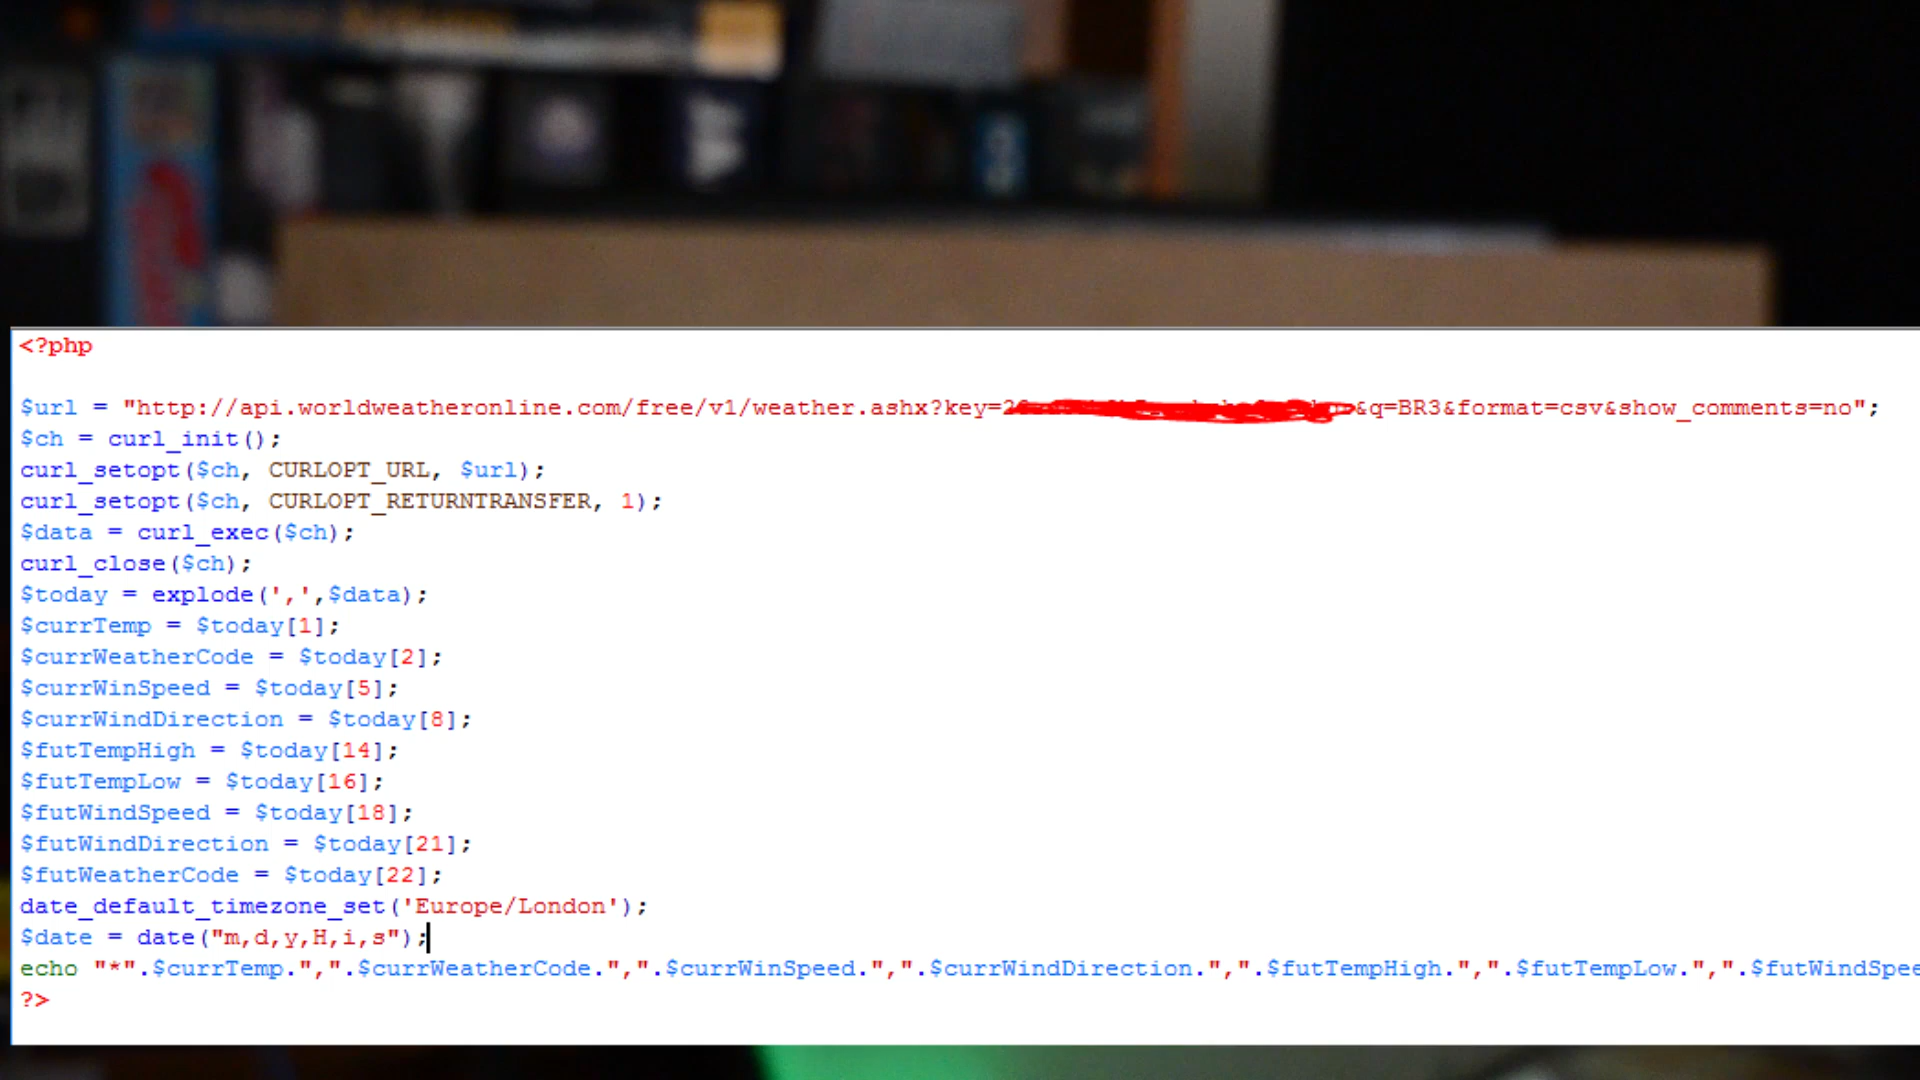 <?php
$url = "http://api.worldweatheronline.com/free/v1/weather.ashx?key=2 &q=BR3&format=csv&show_comments=no";
$ch = curl_init();
curl_setopt($ch, CURLOPT_URL, $url);
curl_setopt($ch, CURLOPT_RETURNTRANSFER, 1);
$data = curl_exec($ch);
curl_close($ch);
$today = explode(',',$data);
$currTemp = $today[1];
$currWeatherCode = $today[2];
$currWinSpeed = $today[5];
$currWindDirection = $today[8];
$futTempHigh = $today[14];
$futTempLow = $today[16];
$futWindSpeed = $today[18];
$futWindDirection = $today[21];
$futWeatherCode = $today[22];
date_default_timezone_set('Europe/London');
$date = date("m,d,y,H,i,s");
echo "*".$currTemp.",".$currWeatherCode.",".$currWinSpeed.",".$currWindDirection.",".$futTempHigh.",".$futTempLow.",".$futWindSpee
?>